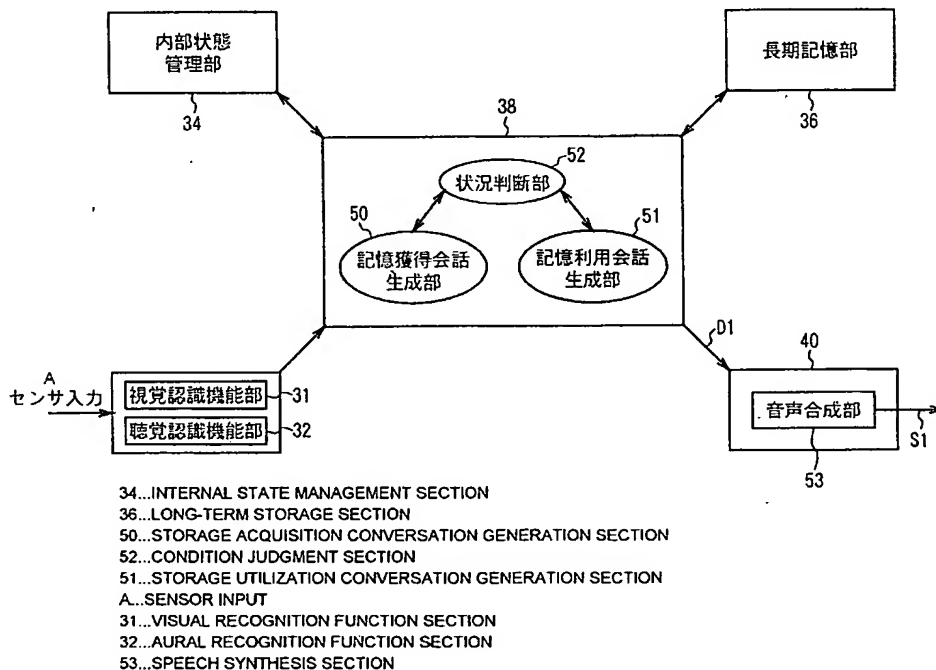 内部状態
管理部
34
長期記憶部
36
38
52
状況判断部
50
記憶獲得会話
生成部
51
記憶利用会話
生成部
D1
A
センサ入力
視覚認識機能部
31
聴覚認識機能部
32
40
音声合成部
53
S1
34...INTERNAL STATE MANAGEMENT SECTION
36...LONG-TERM STORAGE SECTION
50...STORAGE ACQUISITION CONVERSATION GENERATION SECTION
52...CONDITION JUDGMENT SECTION
51...STORAGE UTILIZATION CONVERSATION GENERATION SECTION
A...SENSOR INPUT
31...VISUAL RECOGNITION FUNCTION SECTION
32...AURAL RECOGNITION FUNCTION SECTION
53...SPEECH SYNTHESIS SECTION